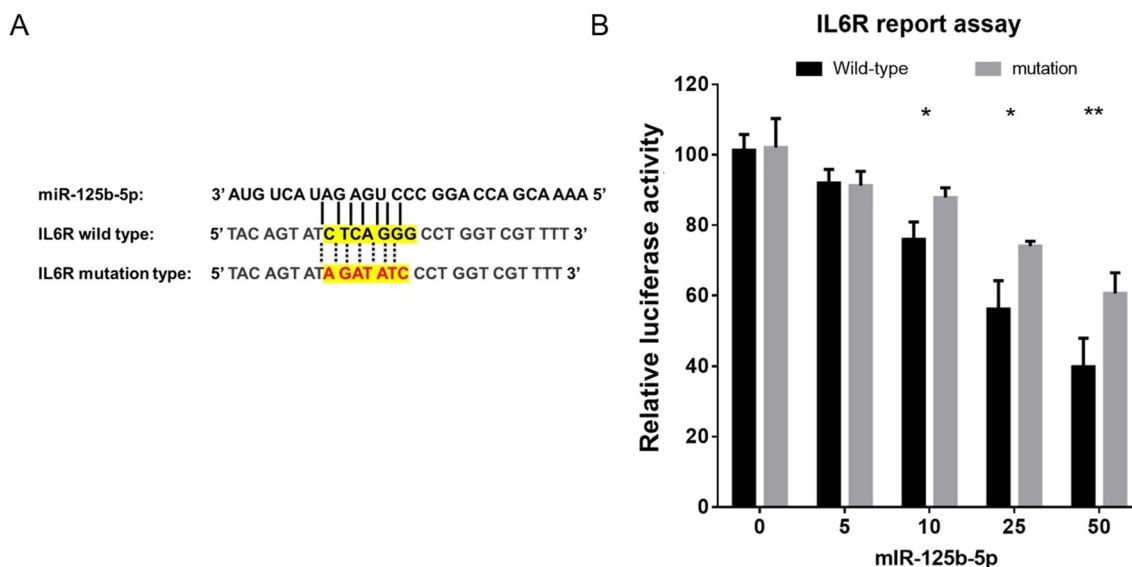 A
miR-125b-5p: 3’ AUG UCA UAG AGU CCC GGA CCA GCA AAA 5’
IL6R wild type: 5’ TAC AGT AT C TCA GGG CCT GGT CGT TTT 3’
IL6R mutation type: 5’ TAC AGT AT A GAT ATC CCT GGT CGT TTT 3’
B
IL6R report assay
Wild-type mutation
Relative luciferase activity
120
100
80
60
40
20
0
* * **
0 5 10 25 50
mIR-125b-5p